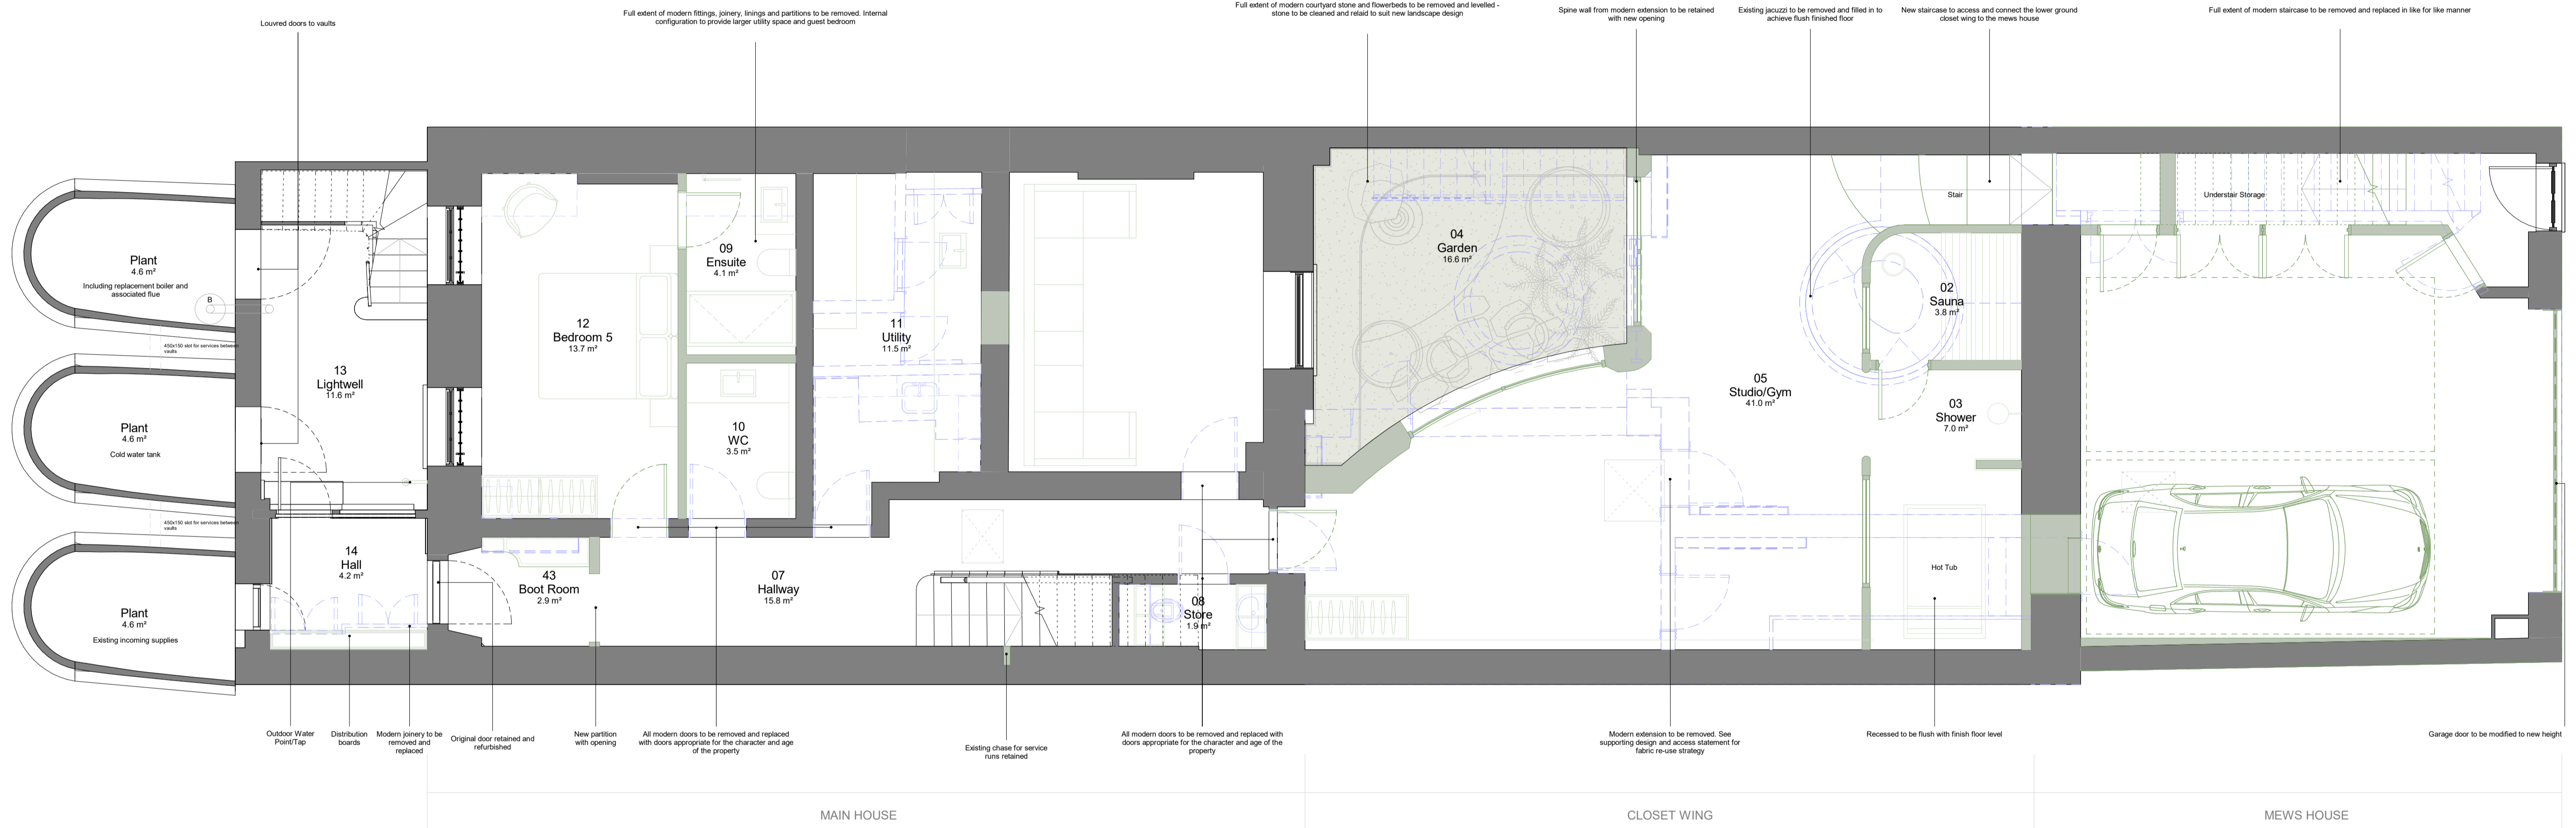 Louvred doors to vaults
Full extent of modern fittings, joinery, linings and partitions to be removed. Internal
configuration to provide larger utility space and guest bedroom
Full extent of modern courtyard stone and flowerbeds to be removed and levelled -
stone to be cleaned and relaid to suit new landscape design
Spine wall from modern extension to be retained
with new opening
Existing jacuzzi to be removed and filled in to
achieve flush finished floor
New staircase to access and connect the lower ground
closet wing to the mews house
Full extent of modern staircase to be removed and replaced in like for like manner
Plant
4.6 m²
Including replacement boiler and
associated flue
B
450x150 slot for services between
vaults
Plant
4.6 m²
Cold water tank
450x150 slot for services between
vaults
Plant
4.6 m²
Existing incoming supplies
13
Lightwell
11.6 m²
14
Hall
4.2 m²
12
Bedroom 5
13.7 m²
09
Ensuite
4.1 m²
10
WC
3.5 m²
11
Utility
11.5 m²
43
Boot Room
2.9 m²
07
Hallway
15.8 m²
08
Store
1.9 m²
04
Garden
16.6 m²
05
Studio/Gym
41.0 m²
Stair
02
Sauna
3.8 m²
03
Shower
7.0 m²
Hot Tub
Understair Storage
Outdoor Water
Point/Tap
Distribution
boards
Modern joinery to be
removed and
replaced
Original door retained and
refurbished
New partition
with opening
All modern doors to be removed and replaced
with doors appropriate for the character and age
of the property
Existing chase for service
runs retained
All modern doors to be removed and replaced with
doors appropriate for the character and age of the
property
Modern extension to be removed. See
supporting design and access statement for
fabric re-use strategy
Recessed to be flush with finish floor level
Garage door to be modified to new height
MAIN HOUSE
CLOSET WING
MEWS HOUSE